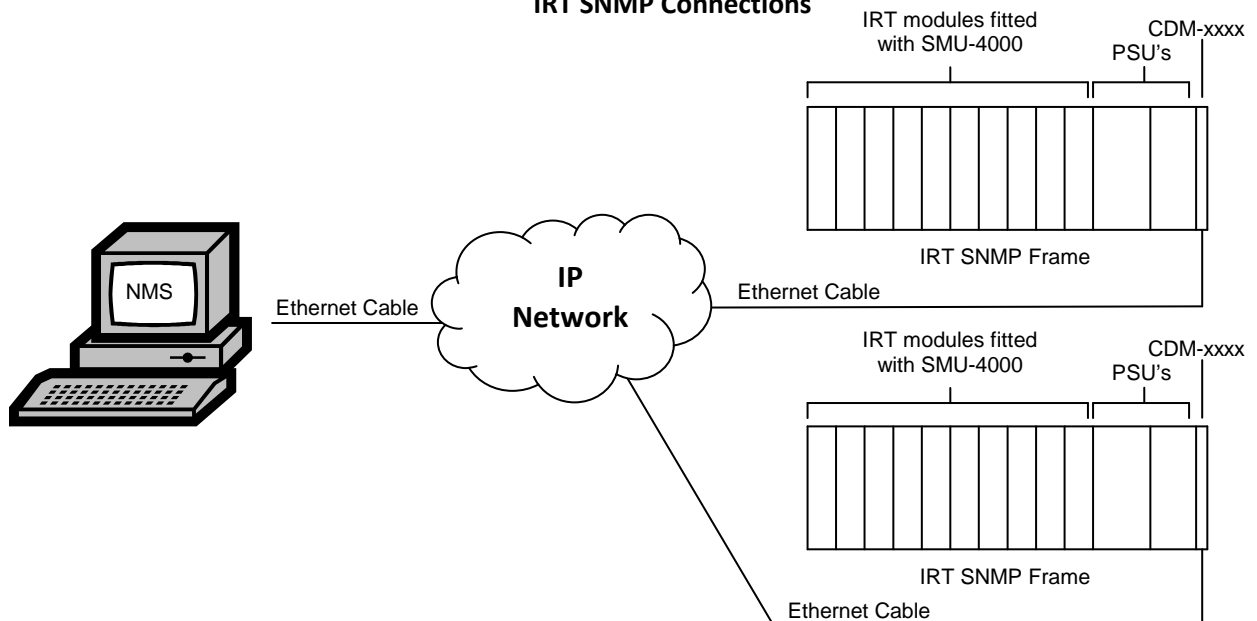 IRT SNMP Connections
IRT modules fitted
with SMU-4000
CDM-xxxx
PSU's
IRT SNMP Frame
NMS
Ethernet Cable
IP
Network
Ethernet Cable
IRT modules fitted
with SMU-4000
CDM-xxxx
PSU's
IRT SNMP Frame
Ethernet Cable